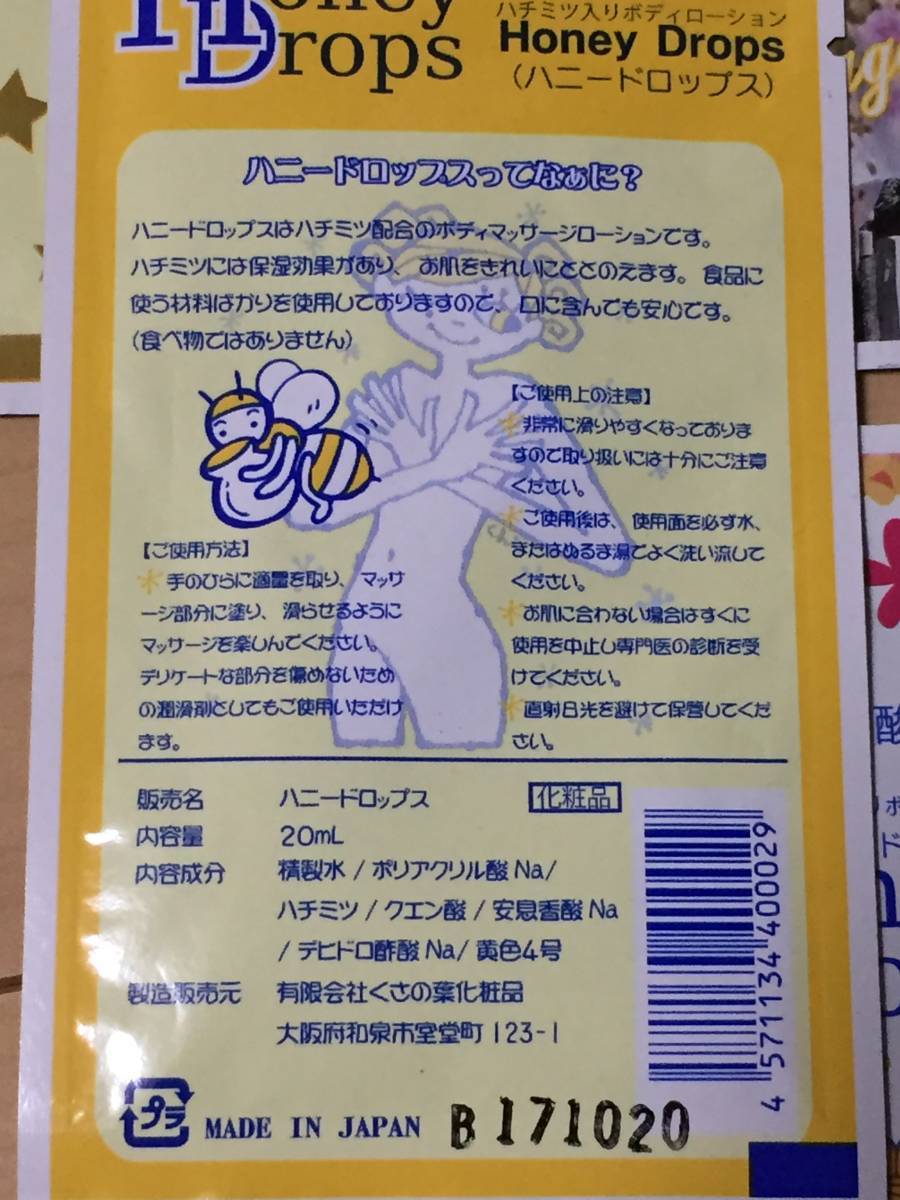 Honey
Drops
ハチミツ入りボディローション
Honey Drops
（ハニードロップス）
ハニードロップスってなぁに？
ハニードロップスはハチミツ配合のボディマッサージローションです。
ハチミツには保湿効果があり、お肌をきれいにととのえます。食品に
使う材料ばかりを使用しておりますので、口に含んでも安心です。
（食べ物ではありません）
【ご使用方法】
手のひらに適量を取り、マッサ
ージ部分に塗り、滑らせるように
マッサージを楽しんでください。
デリケートな部分を傷めないため
の潤滑剤としてもご使用いただけ
ます。
【ご使用上の注意】
非常に滑りやすくなっておりま
すので取り扱いには十分にご注意
ください。
ご使用後は、使用面を必ず水、
またはぬるま湯でよく洗い流して
ください。
お肌に合わない場合はすぐに
使用を中止し専門医の診断を受
けてください。
直射日光を避けて保管してくだ
さい。
販売名 ハニードロップス 化粧品
内容量 20mL
内容成分 精製水 / ポリアクリル酸 Na/
ハチミツ / クエン酸 / 安息香酸 Na
/ デヒドロ酢酸 Na/ 黄色4号
製造販売元 有限会社くさの葉化粧品
大阪府和泉市室堂町 123-1
4 571134 400029
プラ MADE IN JAPAN B171020
酸